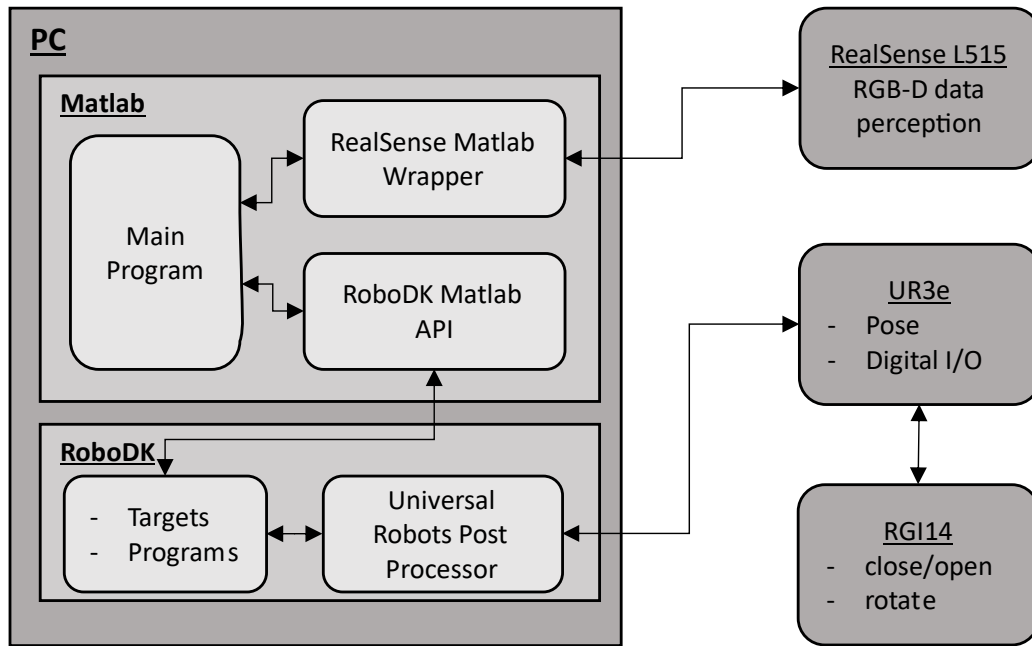 PC
Matlab
Main
Program
RealSense Matlab
Wrapper
RoboDK Matlab
API
RoboDK
- Targets
- Programs
Universal
Robots Post
Processor
RealSense L515
RGB-D data
perception
UR3e
- Pose
- Digital I/O
RGI14
- close/open
- rotate